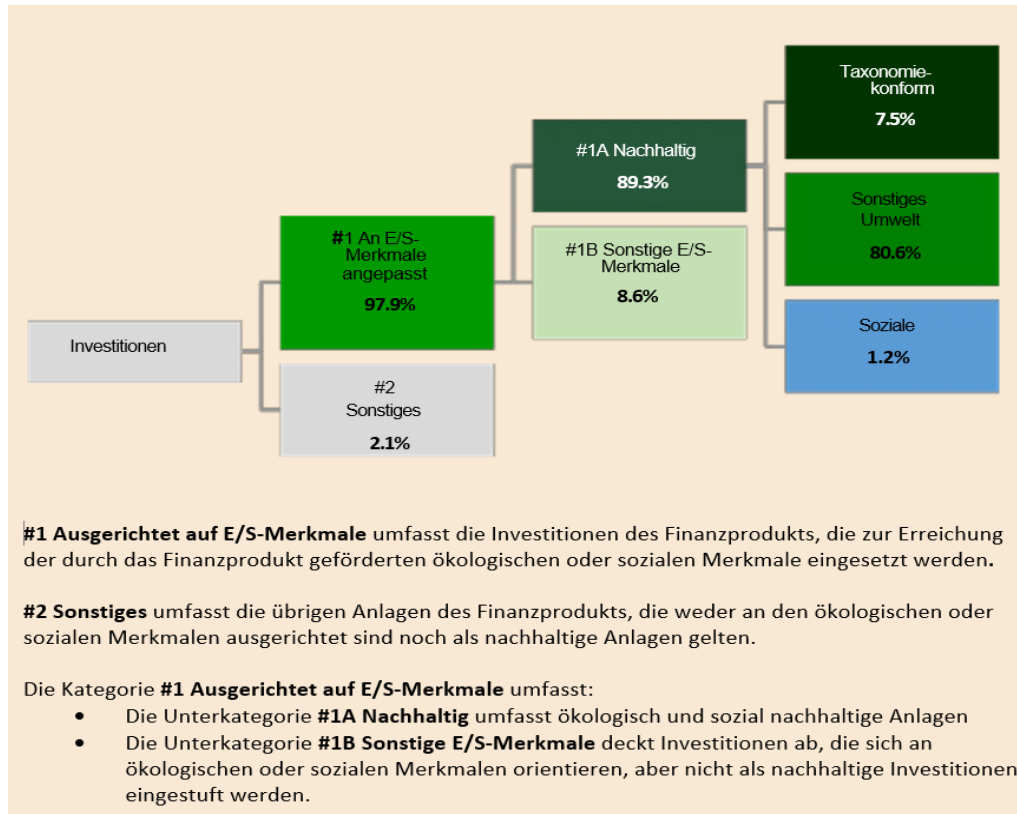 Investitionen
#1 An E/S-
Merkmale
angepasst
97.9%
#2
Sonstiges
2.1%
#1A Nachhaltig
89.3%
#1B Sonstige E/S-
Merkmale
8.6%
Taxonomie-
konform
7.5%
Sonstiges
Umwelt
80.6%
Soziale
1.2%
#1 Ausgerichtet auf E/S-Merkmale umfasst die Investitionen des Finanzprodukts, die zur Erreichung
der durch das Finanzprodukt geförderten ökologischen oder sozialen Merkmale eingesetzt werden.
#2 Sonstiges umfasst die übrigen Anlagen des Finanzprodukts, die weder an den ökologischen oder
sozialen Merkmalen ausgerichtet sind noch als nachhaltige Anlagen gelten.
Die Kategorie #1 Ausgerichtet auf E/S-Merkmale umfasst:
• Die Unterkategorie #1A Nachhaltig umfasst ökologisch und sozial nachhaltige Anlagen
• Die Unterkategorie #1B Sonstige E/S-Merkmale deckt Investitionen ab, die sich an
ökologischen oder sozialen Merkmalen orientieren, aber nicht als nachhaltige Investitionen
eingestuft werden.